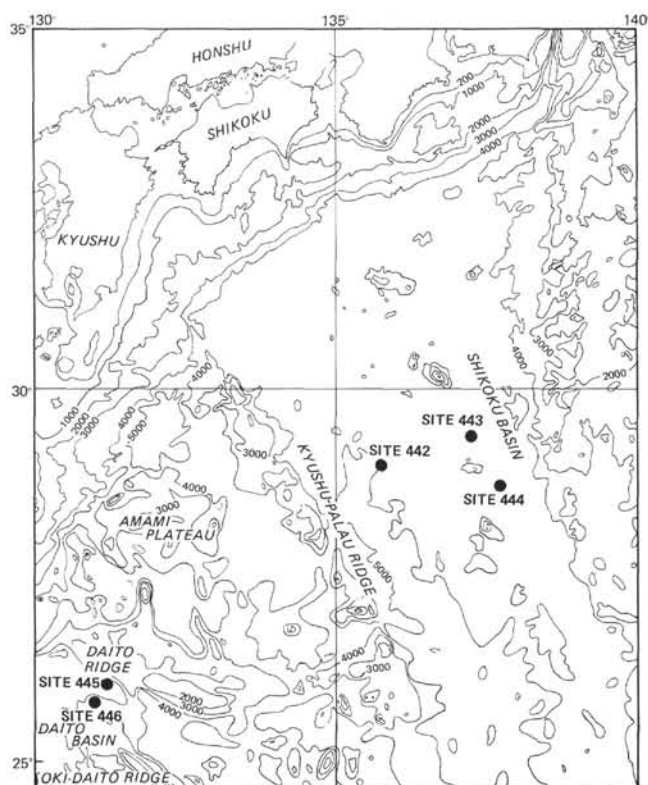 130°
135°
140°
35°
HONSHU
200
1000
SHIKOKU
2000
3000
4000
KYUSHU
4000
3000
2000
30°
4000
1000
2000
3000
4000
5000
3000
SHIKOKU BASIN
SITE 443
SITE 442
SITE 444
KYUSHU-PALAU RIDGE
4000
3000
AMAMI
PLATEAU
5000
DAITO
RIDGE
4000
3000
SITE 445
2000
3000
4000
SITE 446
DAITO
BASIN
25°
OKI-DAITO RIDGE